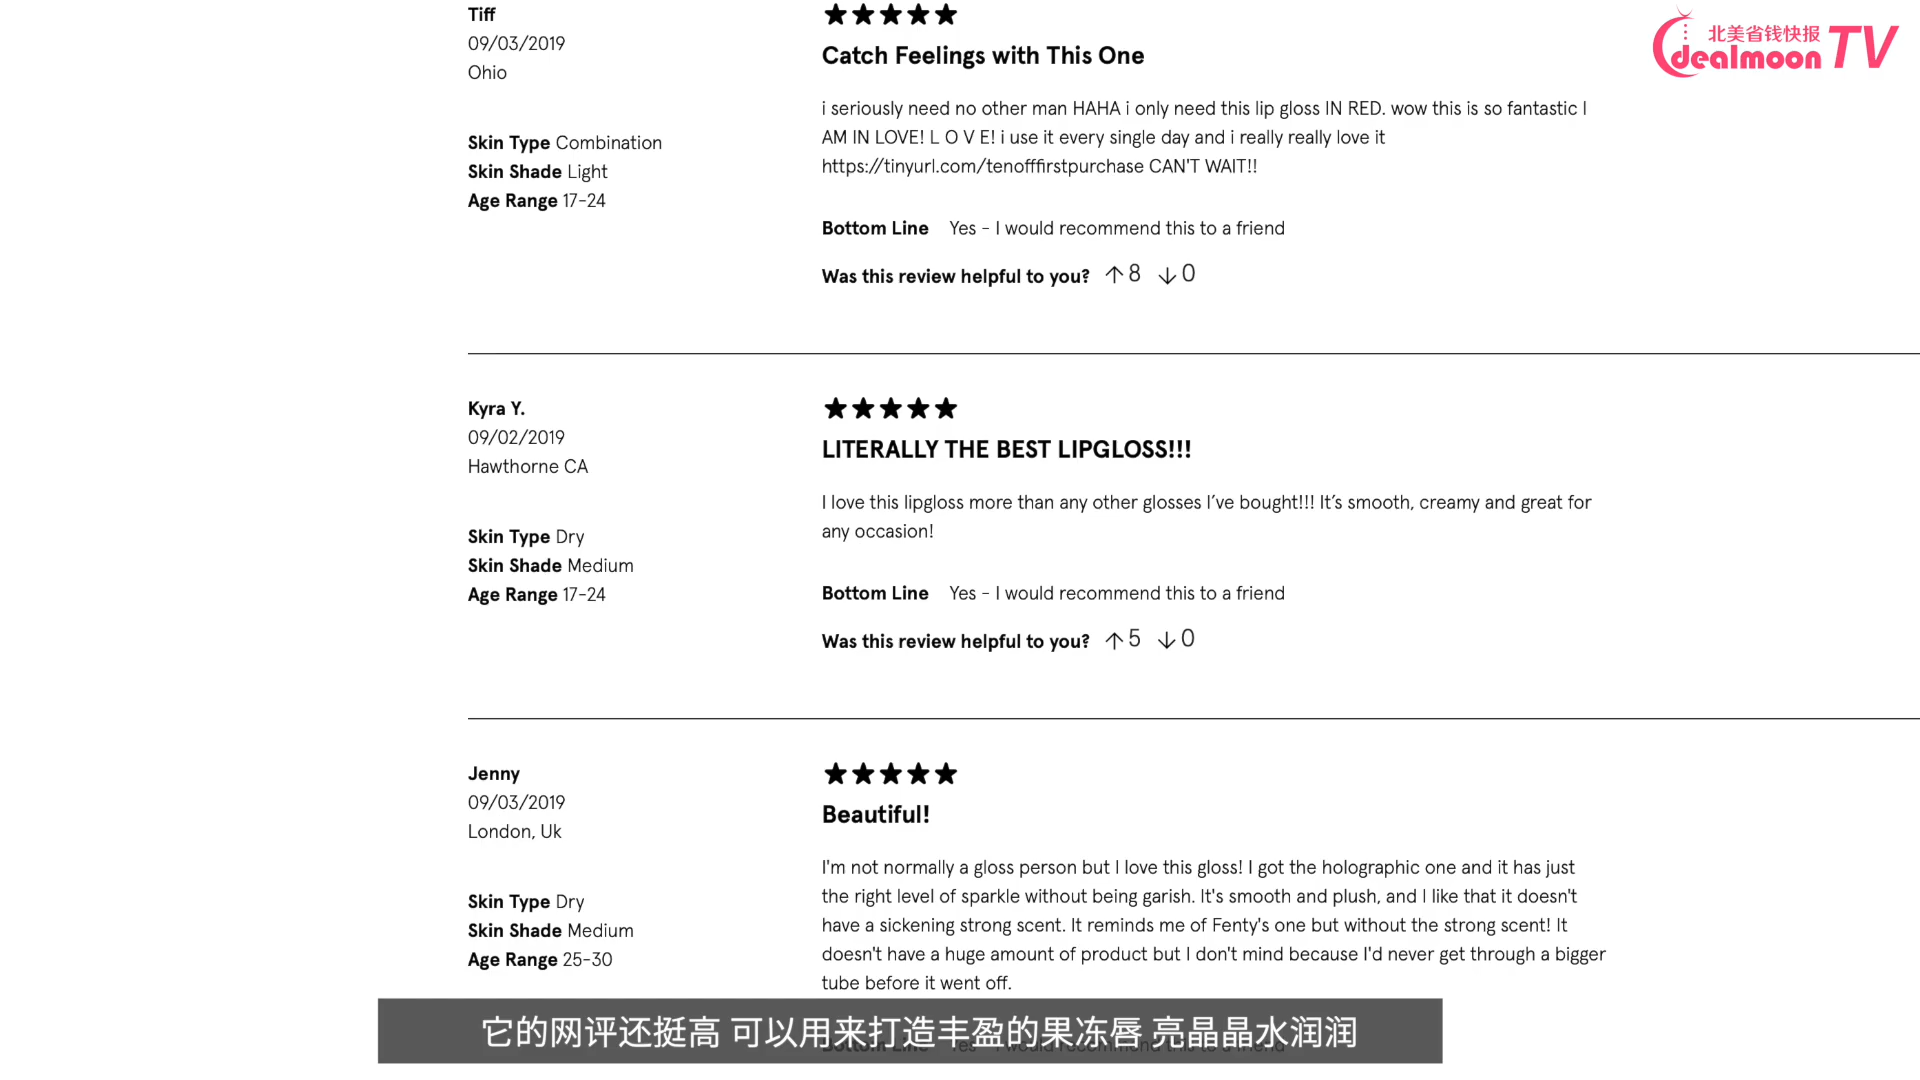 北美省钱快报
dealmoon TV
Tiff
09/03/2019
Ohio
Skin Type Combination
Skin Shade Light
Age Range 17-24
★★★★★
Catch Feelings with This One
i seriously need no other man HAHA i only need this lip gloss IN RED. wow this is so fantastic I
AM IN LOVE! L O V E! i use it every single day and i really really love it
https://tinyurl.com/tenofffirstpurchase CAN'T WAIT!!
Bottom Line Yes - I would recommend this to a friend
Was this review helpful to you? ↑8 ↓0
Kyra Y.
09/02/2019
Hawthorne CA
Skin Type Dry
Skin Shade Medium
Age Range 17-24
★★★★★
LITERALLY THE BEST LIPGLOSS!!!
I love this lipgloss more than any other glosses I’ve bought!!! It’s smooth, creamy and great for
any occasion!
Bottom Line Yes - I would recommend this to a friend
Was this review helpful to you? ↑5 ↓0
Jenny
09/03/2019
London, Uk
Skin Type Dry
Skin Shade Medium
Age Range 25-30
★★★★★
Beautiful!
I'm not normally a gloss person but I love this gloss! I got the holographic one and it has just
the right level of sparkle without being garish. It's smooth and plush, and I like that it doesn't
have a sickening strong scent. It reminds me of Fenty's one but without the strong scent! It
doesn't have a huge amount of product but I don't mind because I'd never get through a bigger
tube before it went off.
Bottom Line Yes - I would recommend this to a friend
它的网评还挺高 可以用来打造丰盈的果冻唇 亮晶晶水润润